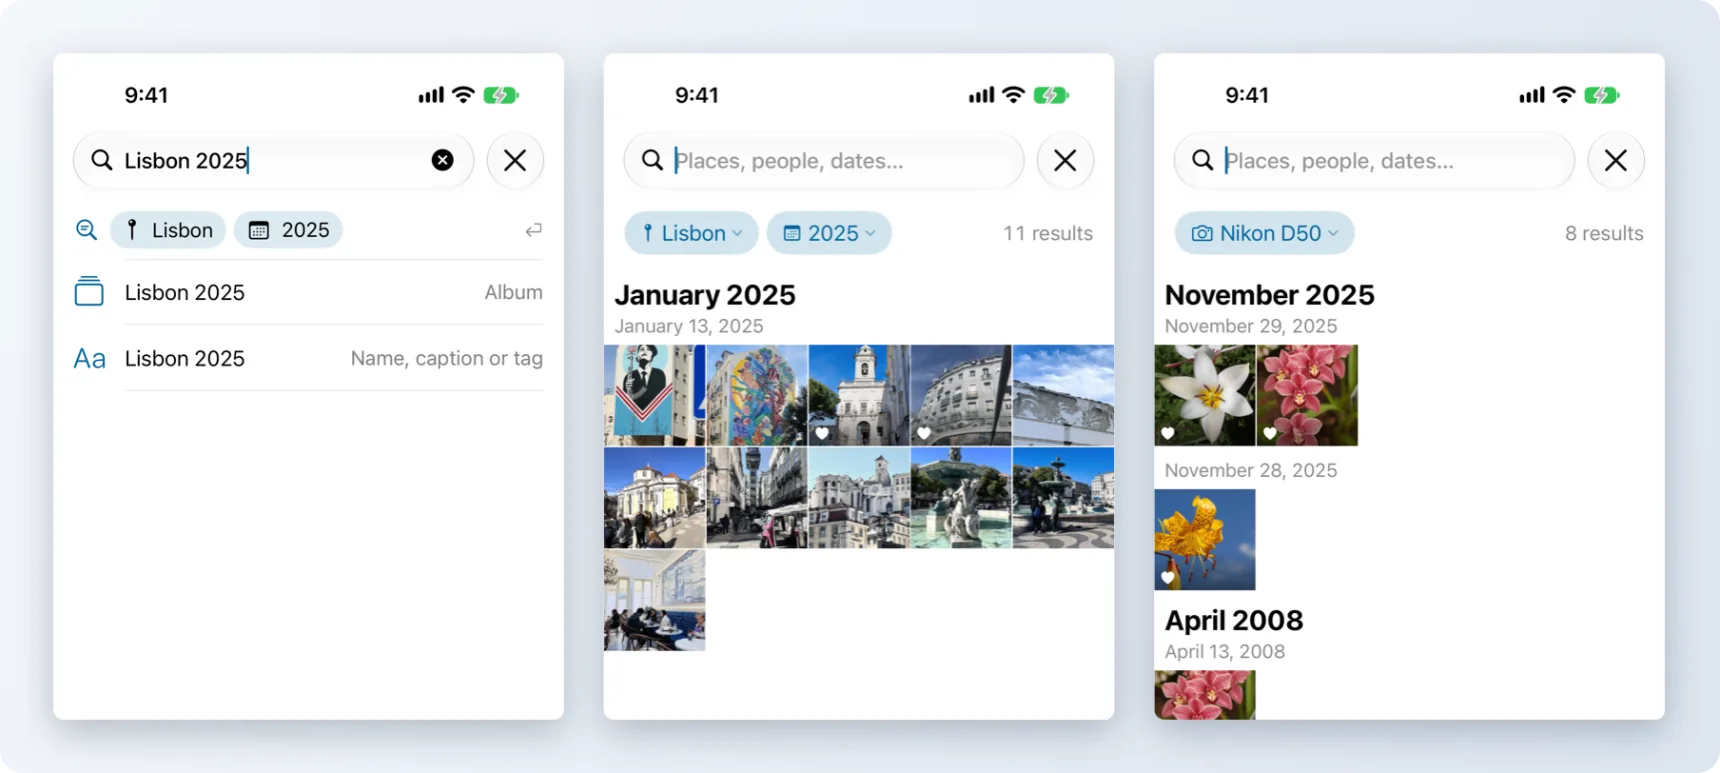 9:41
Lisbon 2025
Lisbon 2025
Lisbon 2025 Album
Aa Lisbon 2025 Name, caption or tag
9:41
Places, people, dates...
Lisbon 2025 11 results
January 2025
January 13, 2025
9:41
Places, people, dates...
Nikon D50 8 results
November 2025
November 29, 2025
November 28, 2025
April 2008
April 13, 2008